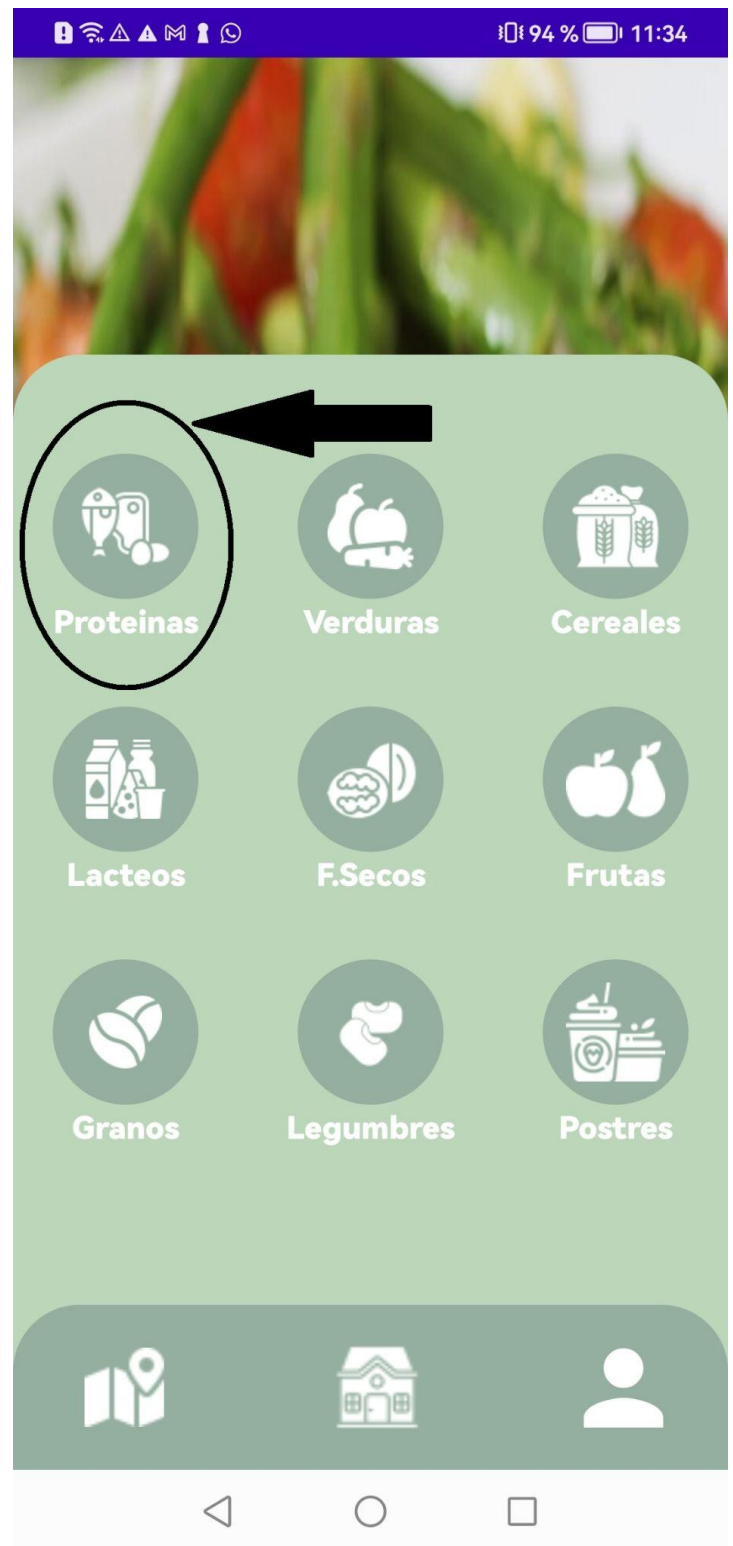 94 % 11:34
Proteinas Verduras Cereales
Lacteos F.Secos Frutas
Granos Legumbres Postres